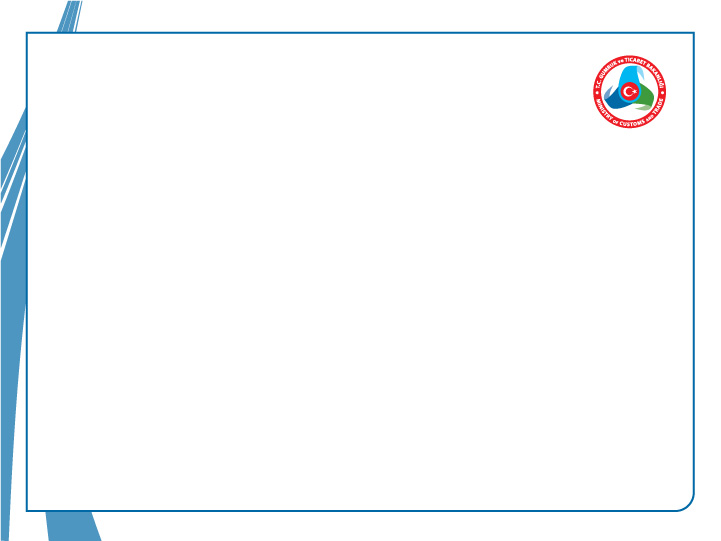 T.C. GÜMRÜK ve TİCARET BAKANLIĞI
MINISTRY OF CUSTOMS AND TRADE